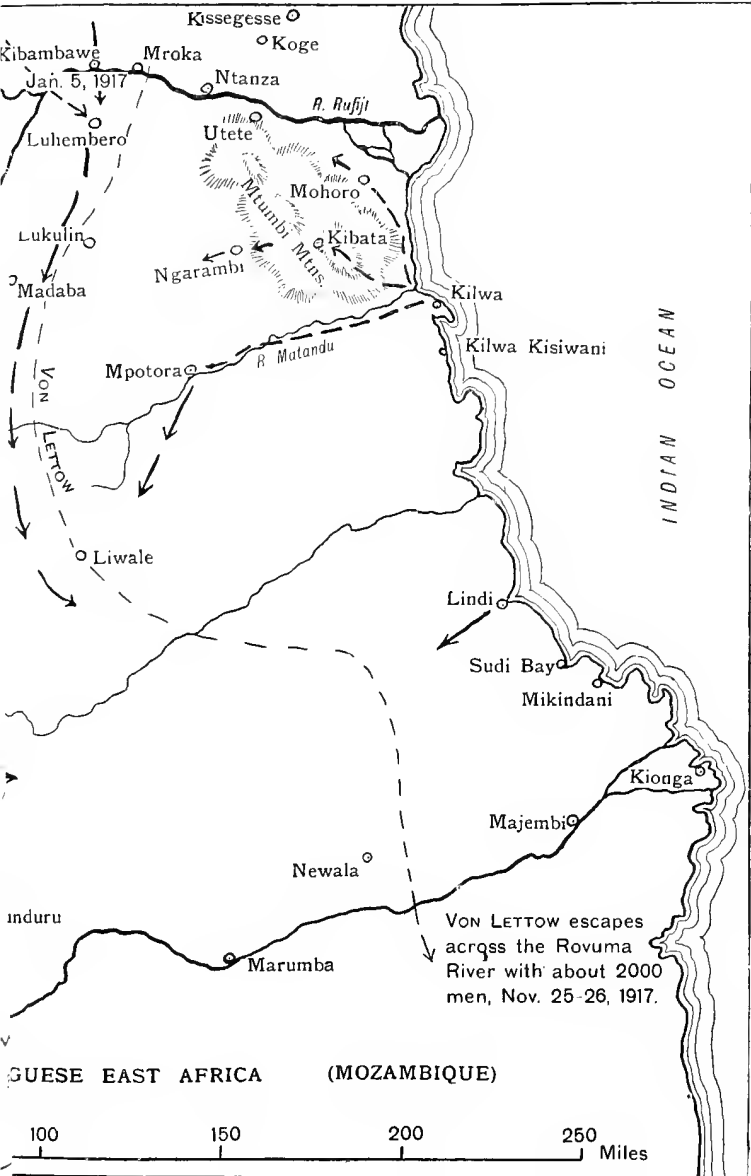 Kissegesse
Koge
Kibambawe
Mroka
Jan. 5, 1917
Ntanza
R. Rufiji
Utete
Luhembero
Mohoro
Mtumbi Mtns.
Kibata
Lukulin
Ngarambi
Madaba
Kilwa
Kilwa Kisiwani
R Matandu
Mpotora
INDIAN OCEAN
VON LETTOW
Liwale
Lindi
Sudi Bay
Mikindani
Kionga
Majembi
Newala
VON LETTOW escapes
across the Rovuma
River with about 2000
men, Nov. 25-26, 1917.
unduru
Marumba
GUESE EAST AFRICA (MOZAMBIQUE)
100 150 200 250 Miles